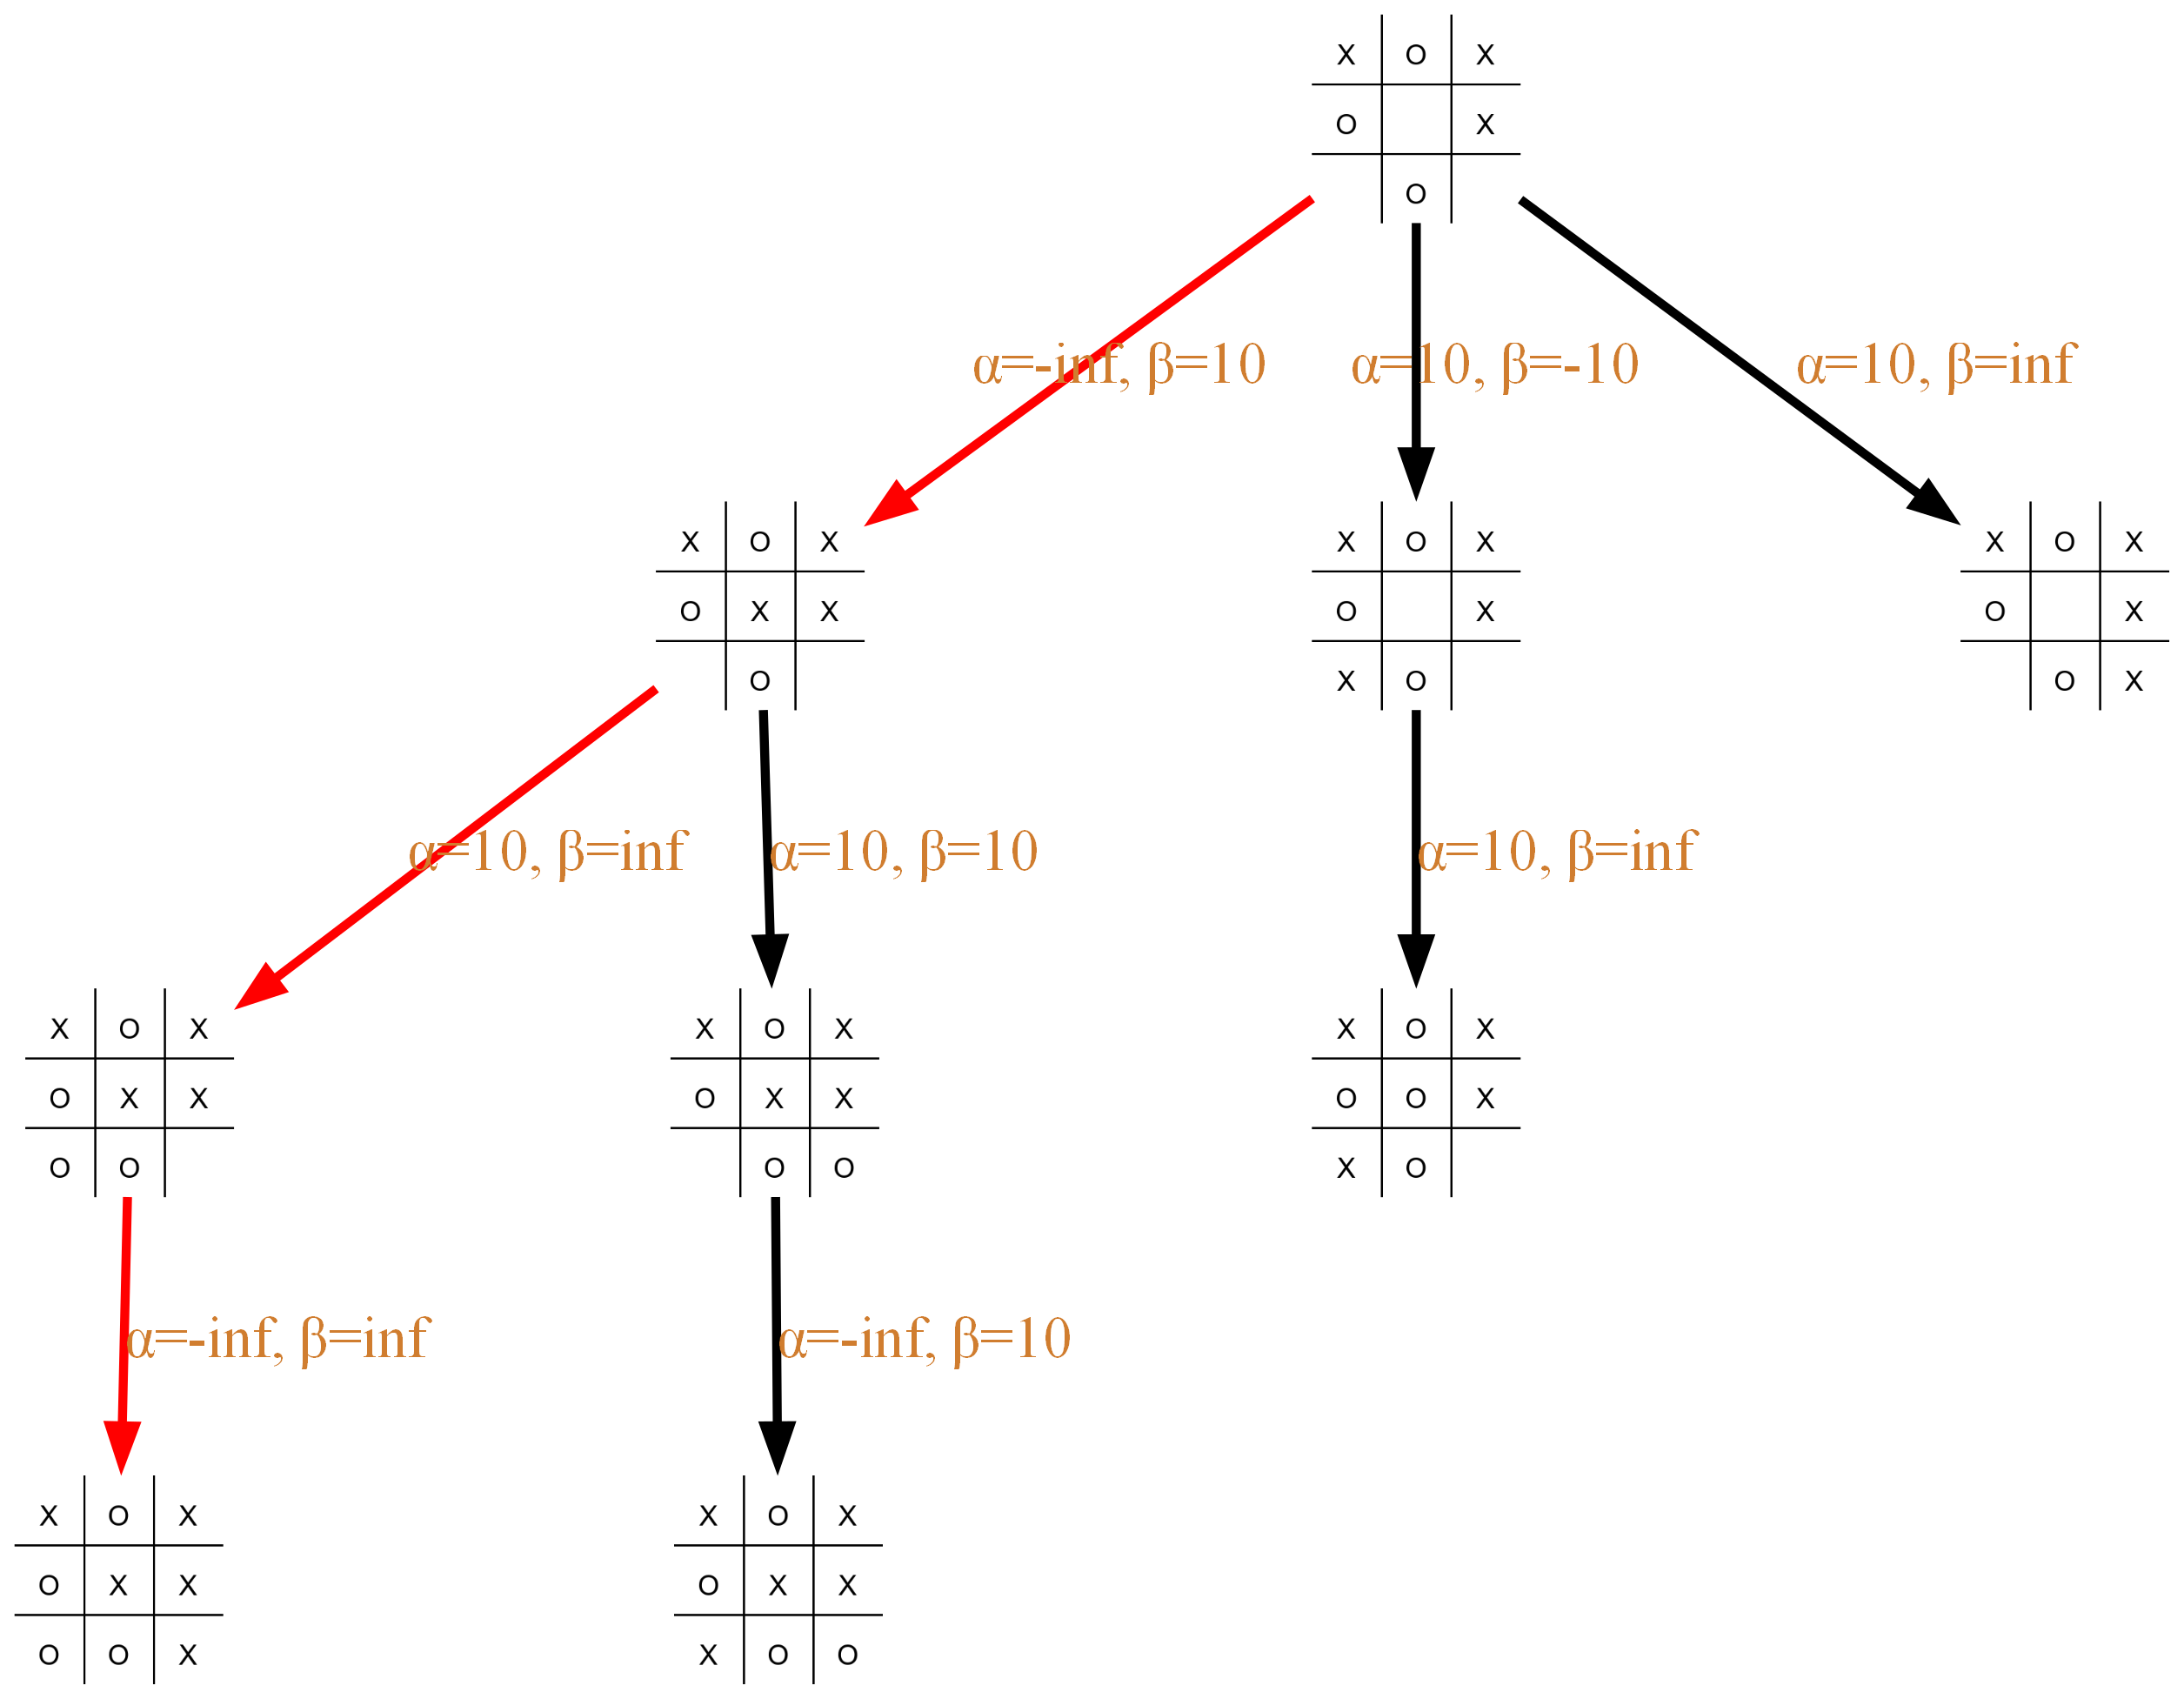 x o x
o x
o
α=-inf, β=10 α=10, β=-10 α=10, β=inf
x o x x o x x o x
o x x o x o x
o x o o x
α=10, β=inf α=10, β=10 α=10, β=inf
x o x x o x x o x
o x x o x x o o x
o o o o x o
α=-inf, β=inf α=-inf, β=10
x o x x o x
o x x o x x
o o x x o o